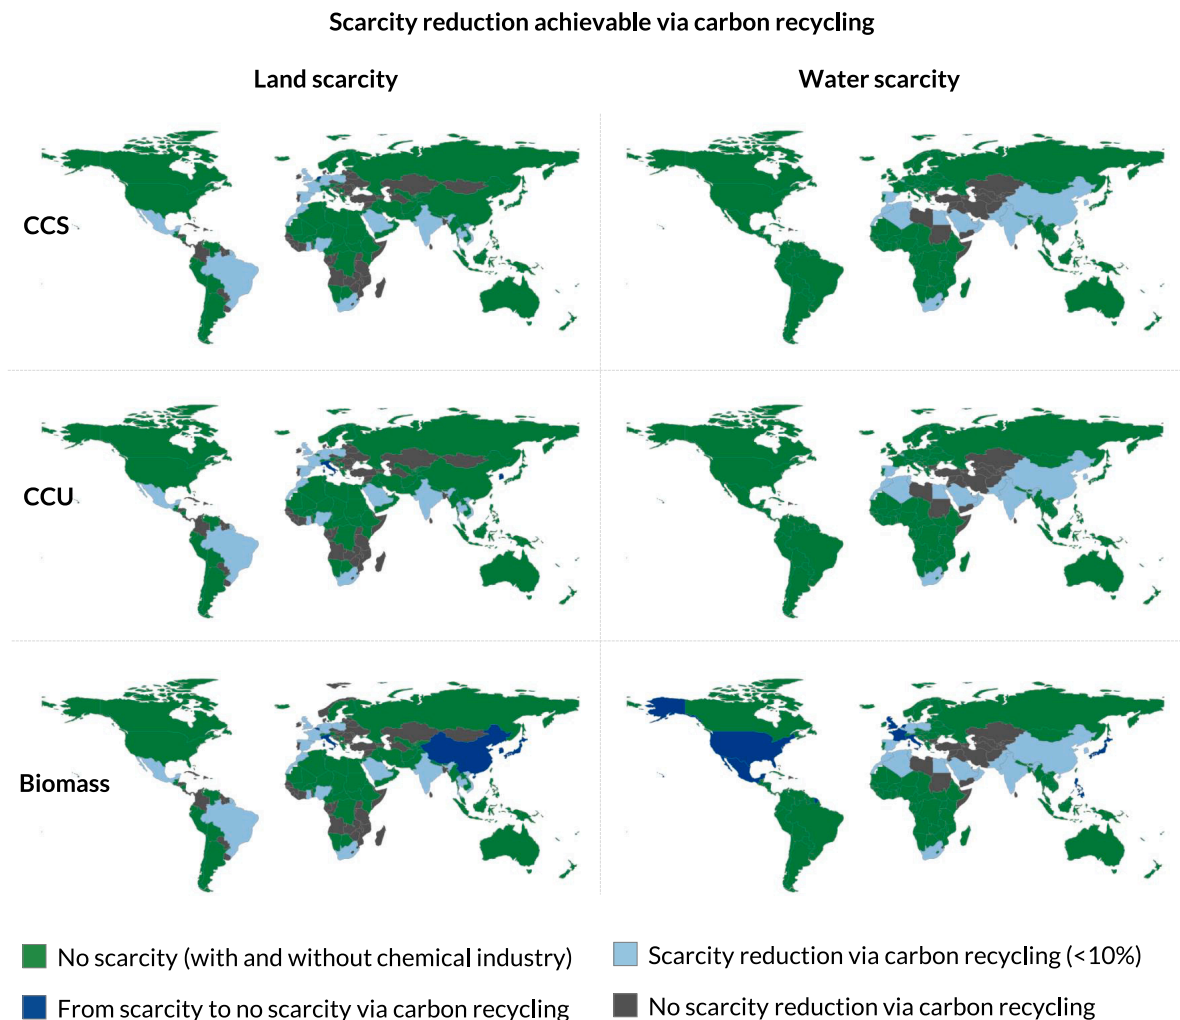 Scarcity reduction achievable via carbon recycling
Land scarcity
Water scarcity
CCS
CCU
Biomass
No scarcity (with and without chemical industry)
Scarcity reduction via carbon recycling (<10%)
From scarcity to no scarcity via carbon recycling
No scarcity reduction via carbon recycling